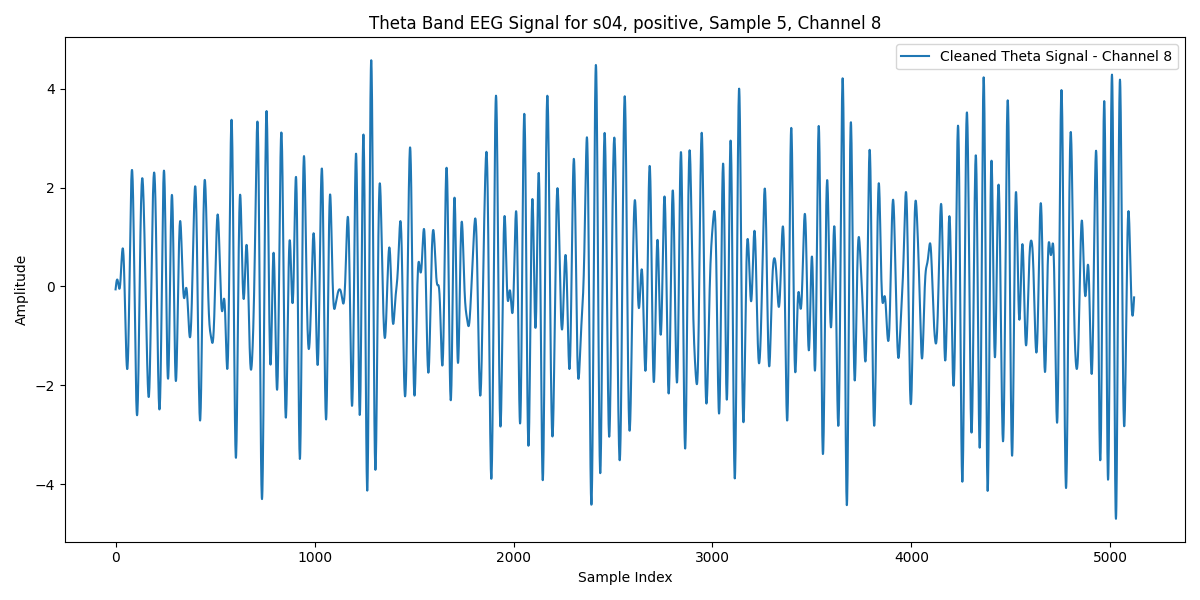 Theta Band EEG Signal for s04, positive, Sample 5, Channel 8
Cleaned Theta Signal - Channel 8
Amplitude
4
2
0
−2
−4
0 1000 2000 3000 4000 5000
Sample Index